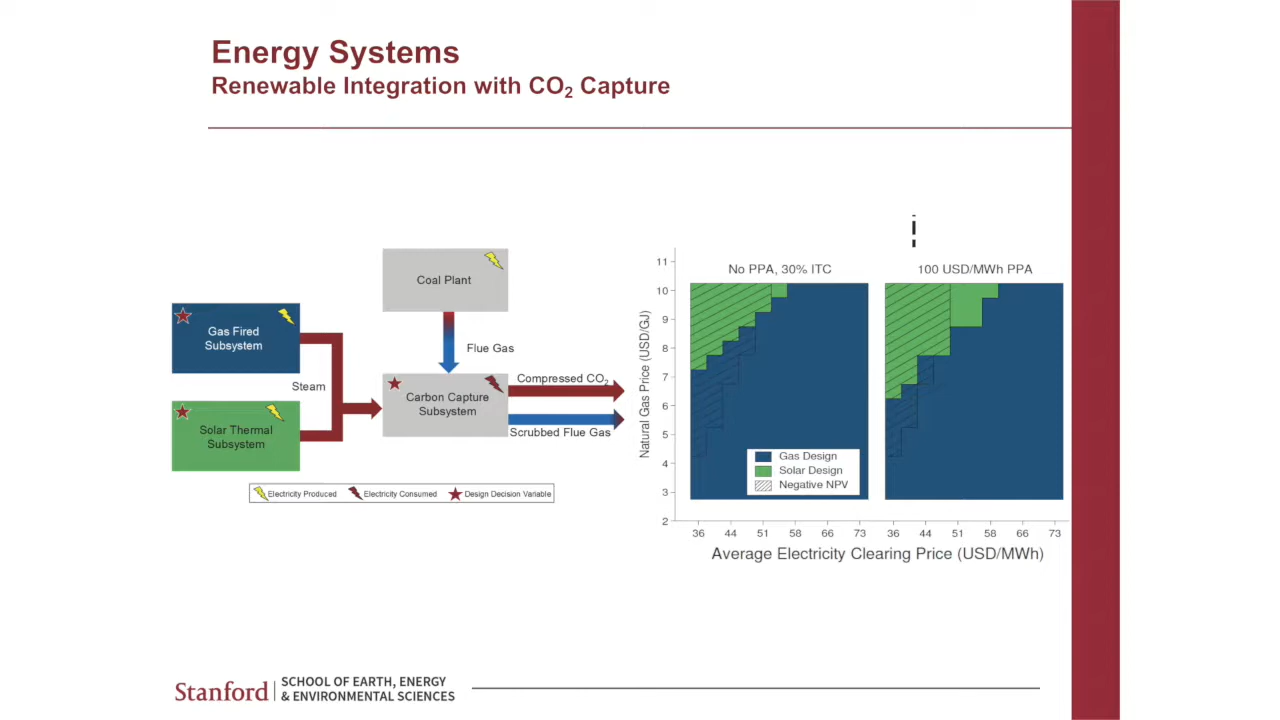 Energy Systems
Renewable Integration with CO₂ Capture
Coal Plant
Gas Fired
Subsystem
Flue Gas
Steam
Compressed CO₂
Carbon Capture
Subsystem
Scrubbed Flue Gas
Solar Thermal
Subsystem
Electricity Produced
Electricity Consumed
Design Decision Variable
No PPA, 30% ITC
100 USD/MWh PPA
Natural Gas Price (USD/GJ)
11
10
9
8
7
6
5
4
3
2
Gas Design
Solar Design
Negative NPV
36 44 51 58 66 73
36 44 51 58 66 73
Average Electricity Clearing Price (USD/MWh)
Stanford
SCHOOL OF EARTH, ENERGY
& ENVIRONMENTAL SCIENCES